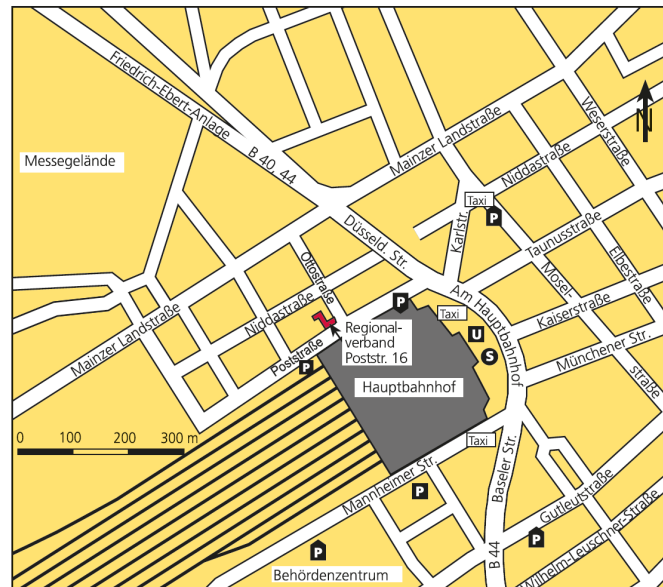 Friedrich-Ebert-Anlage
B 40, 44
Messegelände
Mainzer Landstraße
Weserstraße
N
Niddastraße
Taxi
P
Karlstr.
Taunusstraße
Düsseld. Str.
Ottostraße
Elbestraße
Mosel-
straße
Niddastraße
Mainzer Landstraße
P
Am Hauptbahnhof
Kaiserstraße
Taxi
U
S
Regional-
verband
Poststr. 16
Münchener Str.
Poststraße
P
Hauptbahnhof
0 100 200 300 m
Taxi
Mannheimer Str.
Baseler Str.
P
Gutleutstraße
P
P
B 44
Wilhelm-Leuschner-Straße
Behördenzentrum